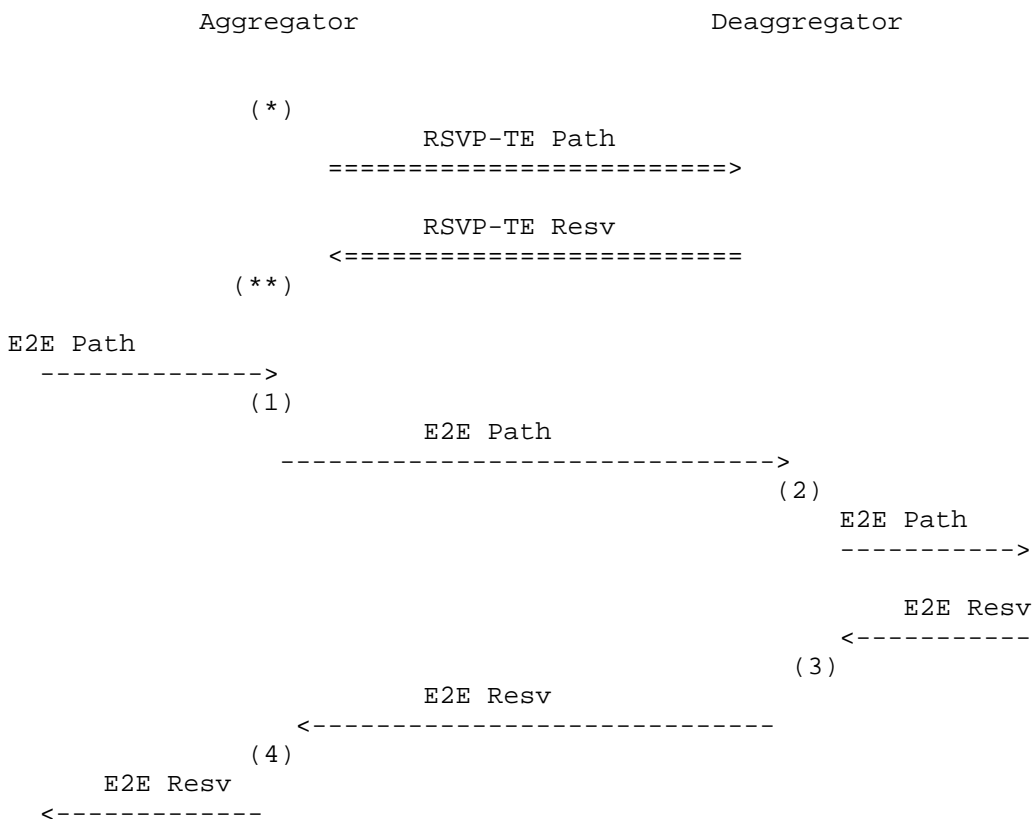 Aggregator                      Deaggregator
(*)
RSVP-TE Path
=========================>
RSVP-TE Resv
<=========================
(**)
E2E Path
-------------->
(1)
E2E Path
------------------------------->
(2)
E2E Path
----------->
E2E Resv
<-----------
(3)
E2E Resv
<-----------------------------
(4)
E2E Resv
<-------------